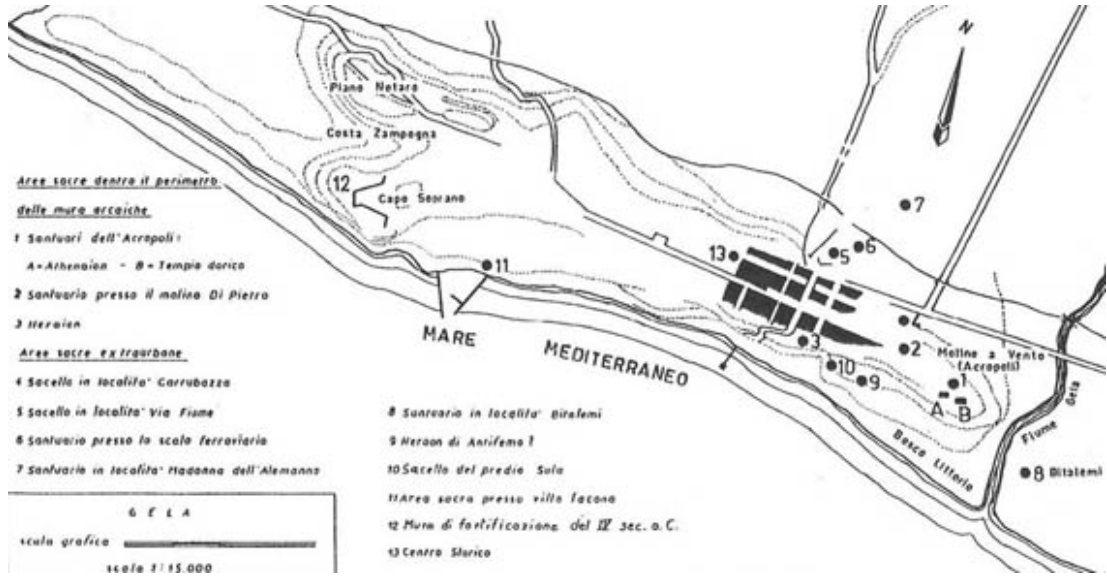 N
Piano Notaro
Costa Zampogna
12
Capo Soprano
7
6
5
13
11
4
2
3
10
9
1
A
B
8
Molino a Vento
(Acropoli)
MARE
MEDITERRANEO
Bosco Littorio
Fiume Gela
Bitalemi
Aree sacre dentro il perimetro
delle mura arcaiche
1 Santuari dell'Acropoli:
A= Athenaion - B= Tempio dorico
2 Santuario presso il molino Di Pietro
3 Heraion
Aree sacre extraurbane
4 Sacello in località Carrubazza
5 Sacello in località Via Fiume
6 Santuario presso lo scalo ferroviario
7 Santuario in località Madonna dell'Alemanna
8 Santuario in località Bitalemi
9 Heroon di Antifemo ?
10 Sacello del predio Sola
11 Area sacra presso villa Iacona
12 Mura di fortificazione del IV sec. a.C.
13 Centro Storico
GELA
scala grafica
scala 1:15.000